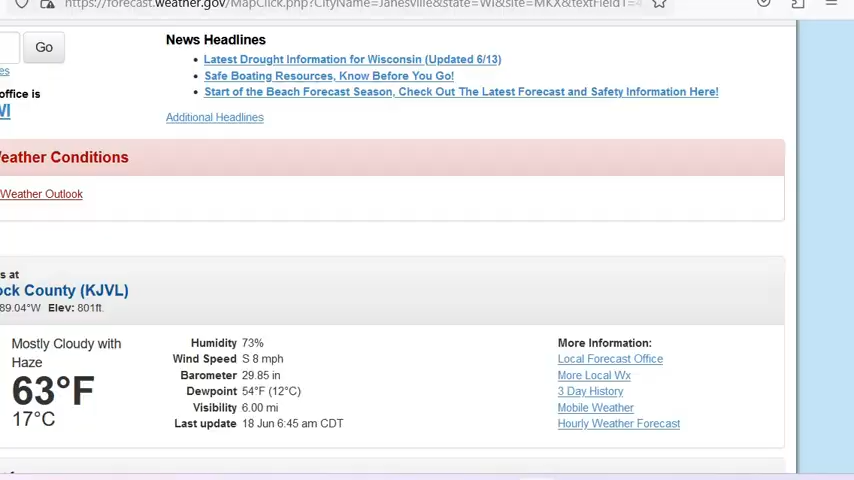 https://forecast.weather.gov/MapClick.php?CityName=Janesville&state=WI&site=MKX&textField1=4
Go
News Headlines
Latest Drought Information for Wisconsin (Updated 6/13)
Safe Boating Resources, Know Before You Go!
Start of the Beach Forecast Season, Check Out The Latest Forecast and Safety Information Here!
Additional Headlines
es
office is
WI
eather Conditions
Weather Outlook
s at
ock County (KJVL)
89.04°W Elev: 801ft.
Mostly Cloudy with
Haze
63°F
17°C
Humidity 73%
Wind Speed S 8 mph
Barometer 29.85 in
Dewpoint 54°F (12°C)
Visibility 6.00 mi
Last update 18 Jun 6:45 am CDT
More Information:
Local Forecast Office
More Local Wx
3 Day History
Mobile Weather
Hourly Weather Forecast